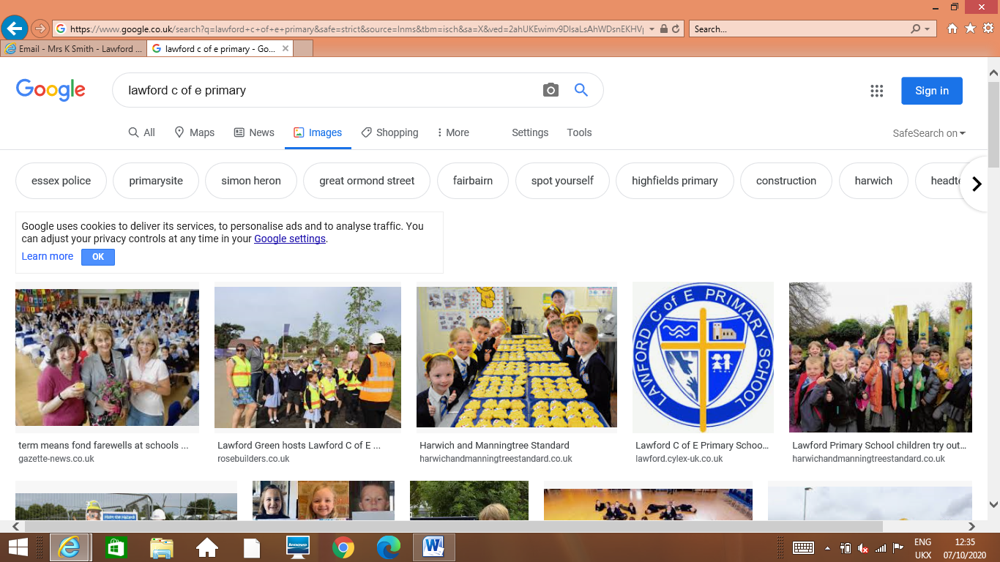 https://www.google.co.uk/search?q=lawford+c+of+e+primary&safe=strict&source=lnms&tbm=isch&sa=X&ved=2ahUKEwimv9DlsaLsAhWDsnEKHV
Search...
Email - Mrs K Smith - Lawford ...
lawford c of e primary - Go...
Google
lawford c of e primary
Sign in
All
Maps
News
Images
Shopping
More
Settings
Tools
SafeSearch on
essex police
primarysite
simon heron
great ormond street
fairbairn
spot yourself
highfields primary
construction
harwich
headte
Google uses cookies to deliver its services, to personalise ads and to analyse traffic. You
can adjust your privacy controls at any time in your Google settings.
Learn more
OK
LAWFORD C of E PRIMARY SCHOOL
term means fond farewells at schools ...
gazette-news.co.uk
Lawford Green hosts Lawford C of E ...
rosebuilders.co.uk
Harwich and Manningtree Standard
harwichandmanningtreestandard.co.uk
Lawford C of E Primary Schoo...
lawford.cylex-uk.co.uk
Lawford Primary School children try out...
harwichandmanningtreestandard.co.uk
lenovo
ENG
UKX
12:35
07/10/2020